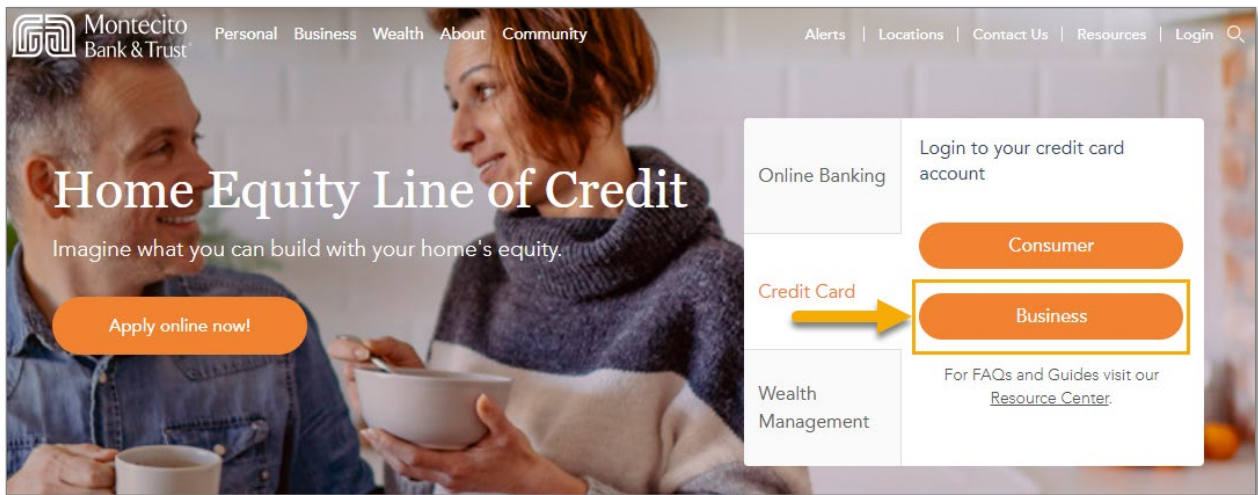 Montecito
Bank & Trust
Personal Business Wealth About Community
Alerts | Locations | Contact Us | Resources | Login
Home Equity Line of Credit
Imagine what you can build with your home's equity.
Apply online now!
Online Banking
Credit Card
Wealth
Management
Login to your credit card
account
Consumer
Business
For FAQs and Guides visit our
Resource Center.